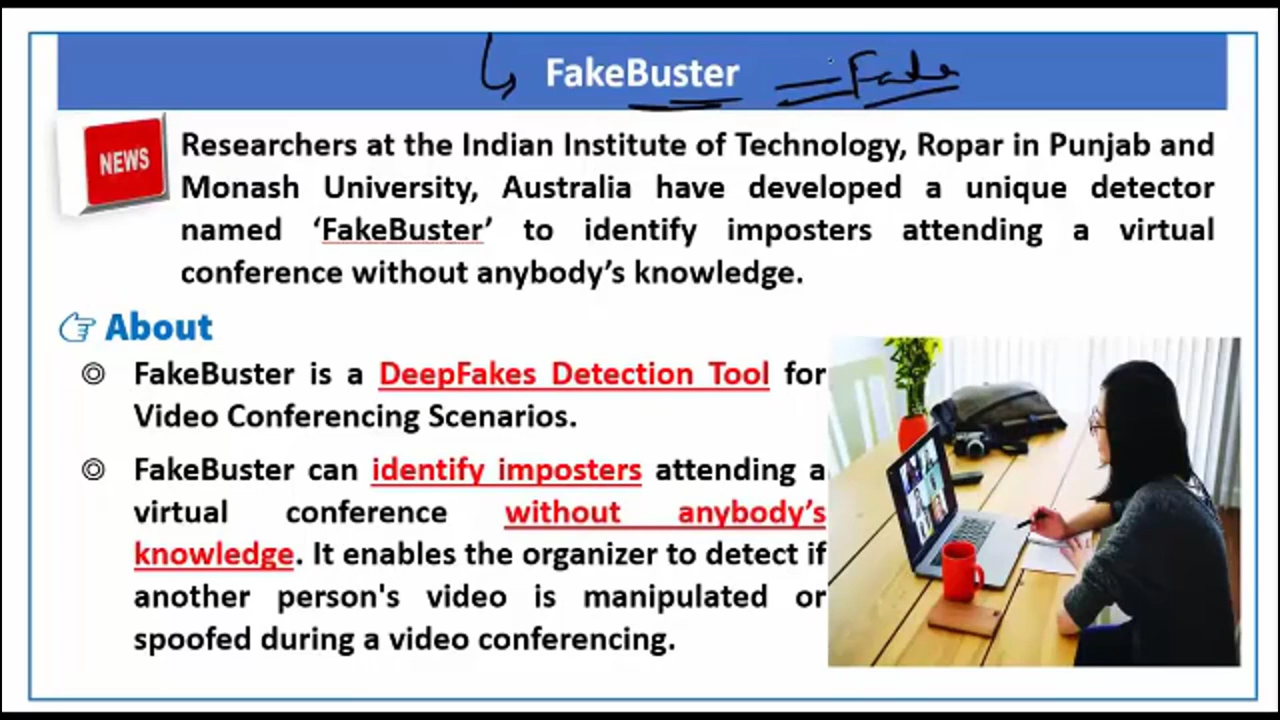 FakeBuster Fake
NEWS
Researchers at the Indian Institute of Technology, Ropar in Punjab and
Monash University, Australia have developed a unique detector
named ‘FakeBuster’ to identify imposters attending a virtual
conference without anybody’s knowledge.
About
FakeBuster is a DeepFakes Detection Tool for
Video Conferencing Scenarios.
FakeBuster can identify imposters attending a
virtual conference without anybody’s
knowledge. It enables the organizer to detect if
another person's video is manipulated or
spoofed during a video conferencing.